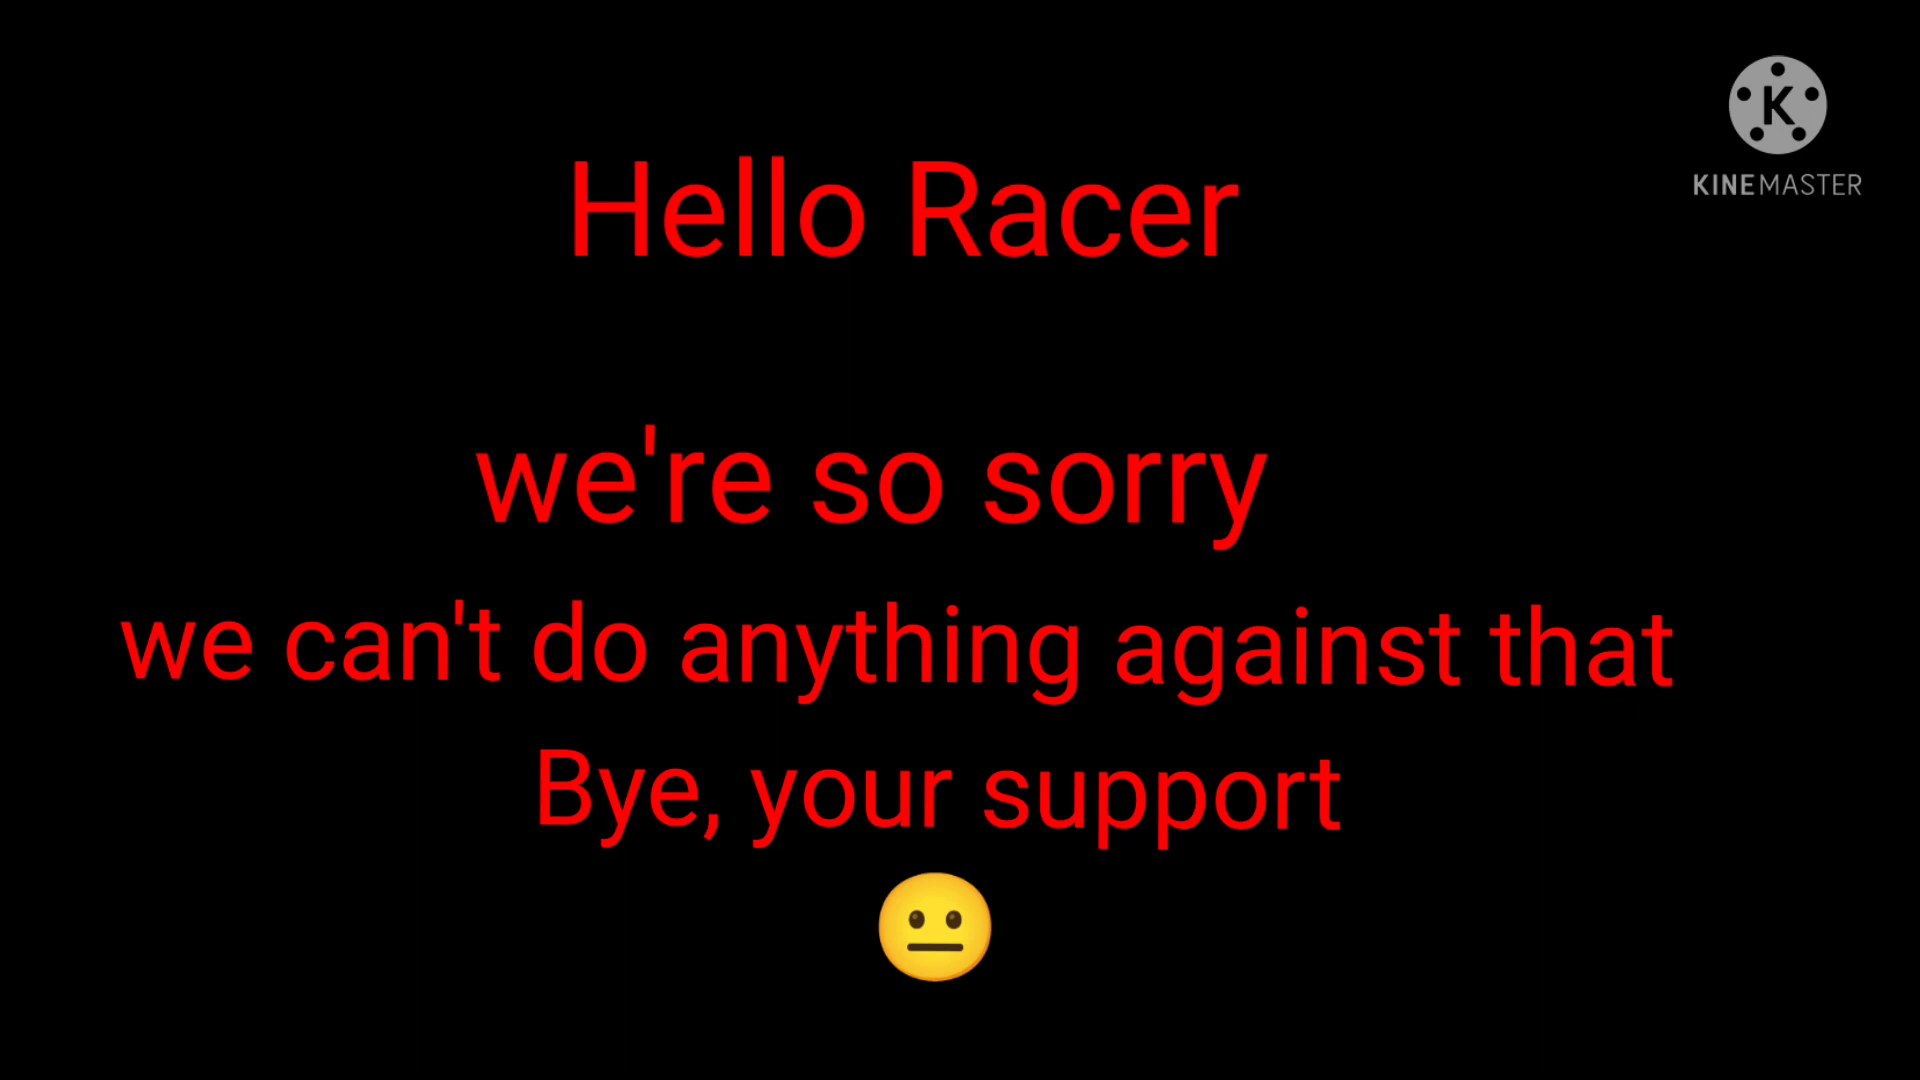 K
KINEMASTER
Hello Racer
we're so sorry
we can't do anything against that
Bye, your support